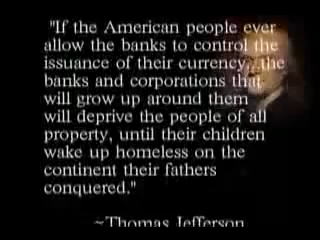 "If the American people ever
allow the banks to control the
issuance of their currency...the
banks and corporations that
will grow up around them
will deprive the people of all
property, until their children
wake up homeless on the
continent their fathers
conquered."
~Thomas Jefferson